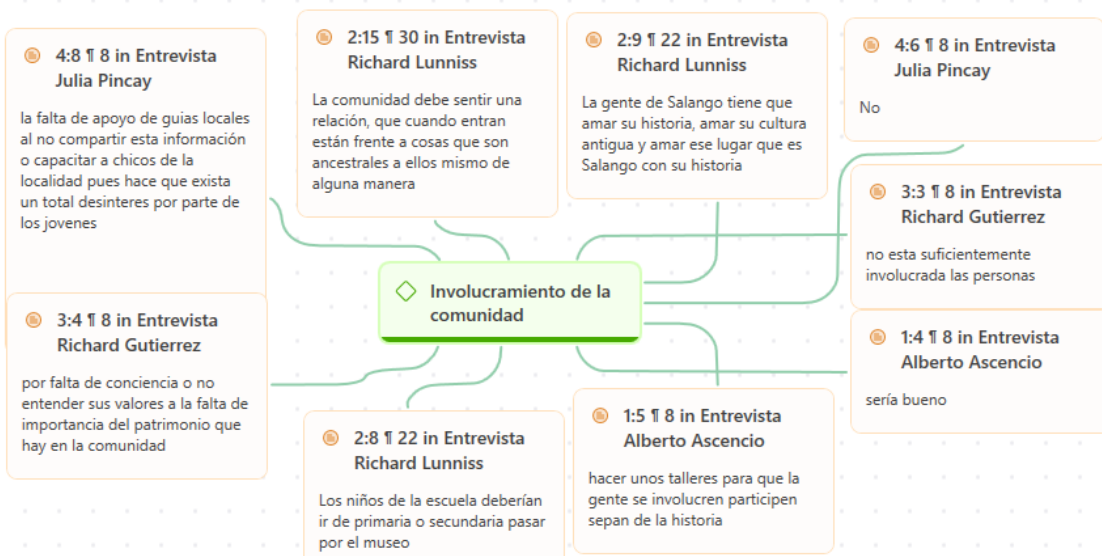 4:8 ¶ 8 in Entrevista
Julia Pincay
la falta de apoyo de guias locales
al no compartir esta información
o capacitar a chicos de la
localidad pues hace que exista
un total desinteres por parte de
los jovenes
2:15 ¶ 30 in Entrevista
Richard Lunniss
La comunidad debe sentir una
relación, que cuando entran
están frente a cosas que son
ancestrales a ellos mismo de
alguna manera
2:9 ¶ 22 in Entrevista
Richard Lunniss
La gente de Salango tiene que
amar su historia, amar su cultura
antigua y amar ese lugar que es
Salango con su historia
4:6 ¶ 8 in Entrevista
Julia Pincay
No
3:3 ¶ 8 in Entrevista
Richard Gutierrez
no esta suficientemente
involucrada las personas
Involucramiento de la
comunidad
3:4 ¶ 8 in Entrevista
Richard Gutierrez
por falta de conciencia o no
entender sus valores a la falta de
importancia del patrimonio que
hay en la comunidad
2:8 ¶ 22 in Entrevista
Richard Lunniss
Los niños de la escuela deberían
ir de primaria o secundaria pasar
por el museo
1:5 ¶ 8 in Entrevista
Alberto Ascencio
hacer unos talleres para que la
gente se involucren participen
sepan de la historia
1:4 ¶ 8 in Entrevista
Alberto Ascencio
sería bueno